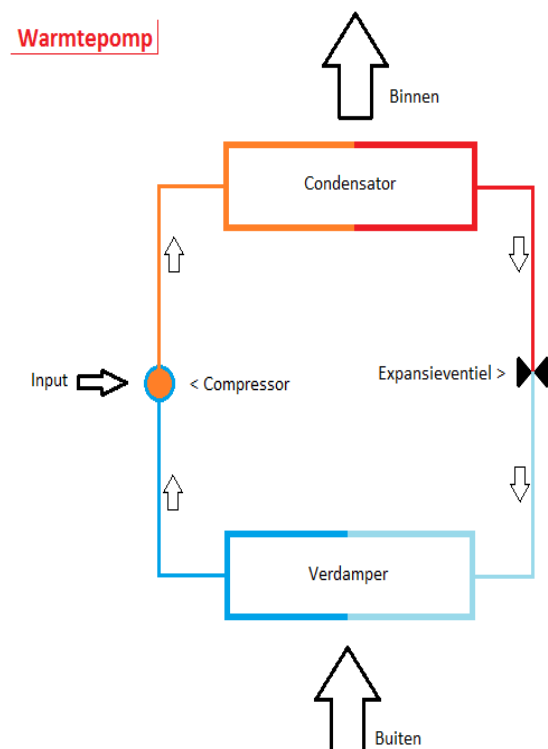 Warmtepomp
Binnen
Condensator
Input
< Compressor
Expansieventiel >
Verdamper
Buiten